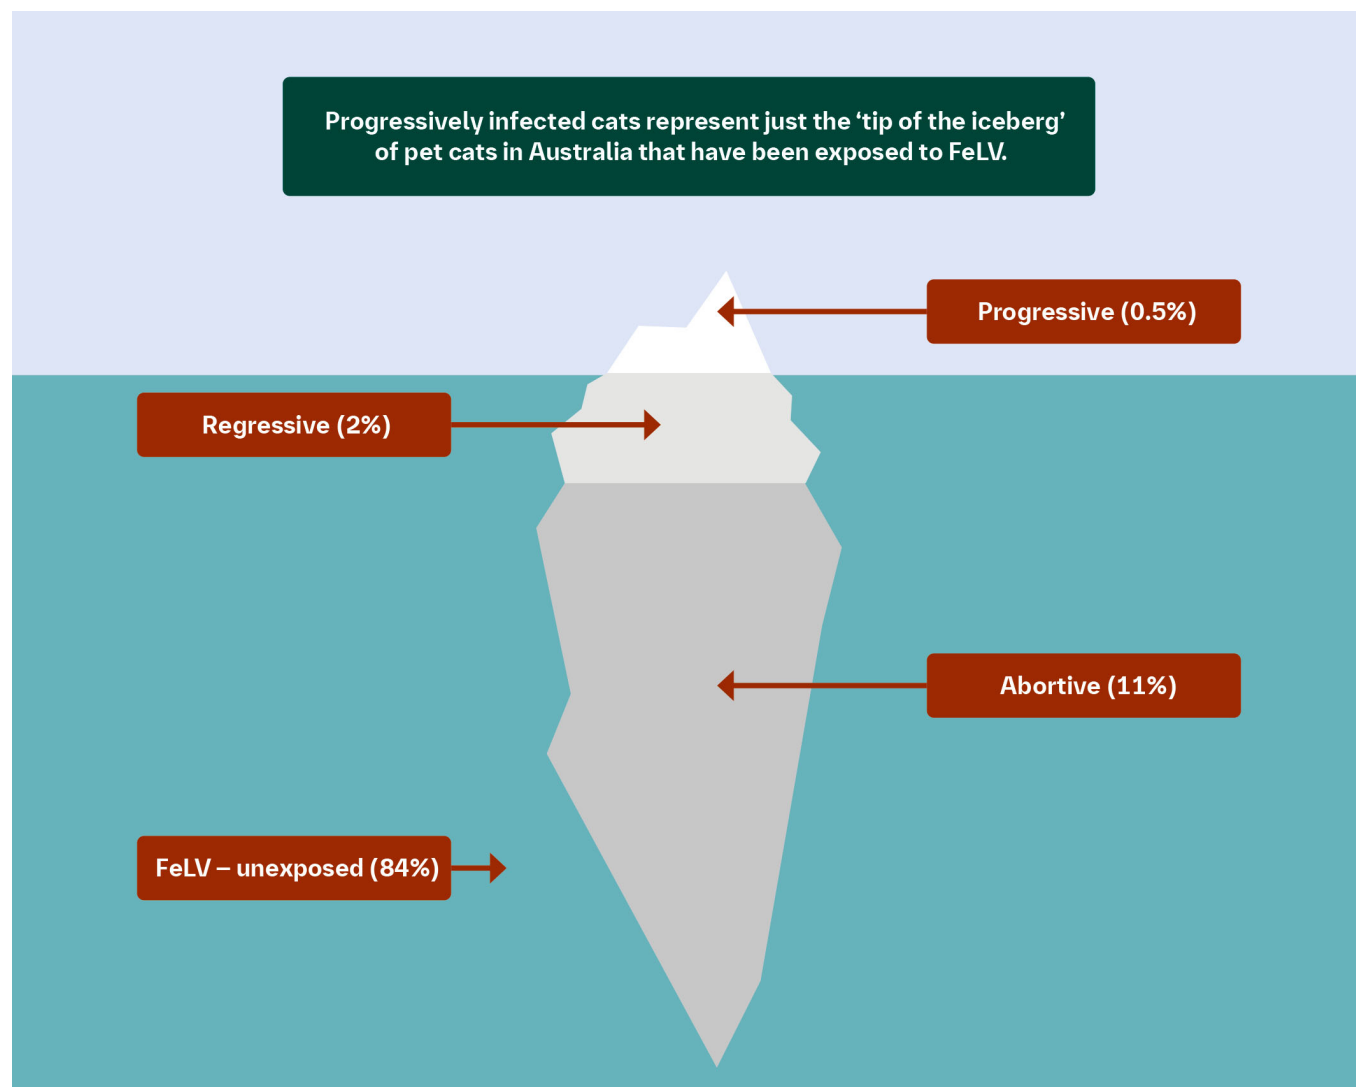 Progressively infected cats represent just the ‘tip of the iceberg’
of pet cats in Australia that have been exposed to FeLV.
Progressive (0.5%)
Regressive (2%)
Abortive (11%)
FeLV – unexposed (84%)